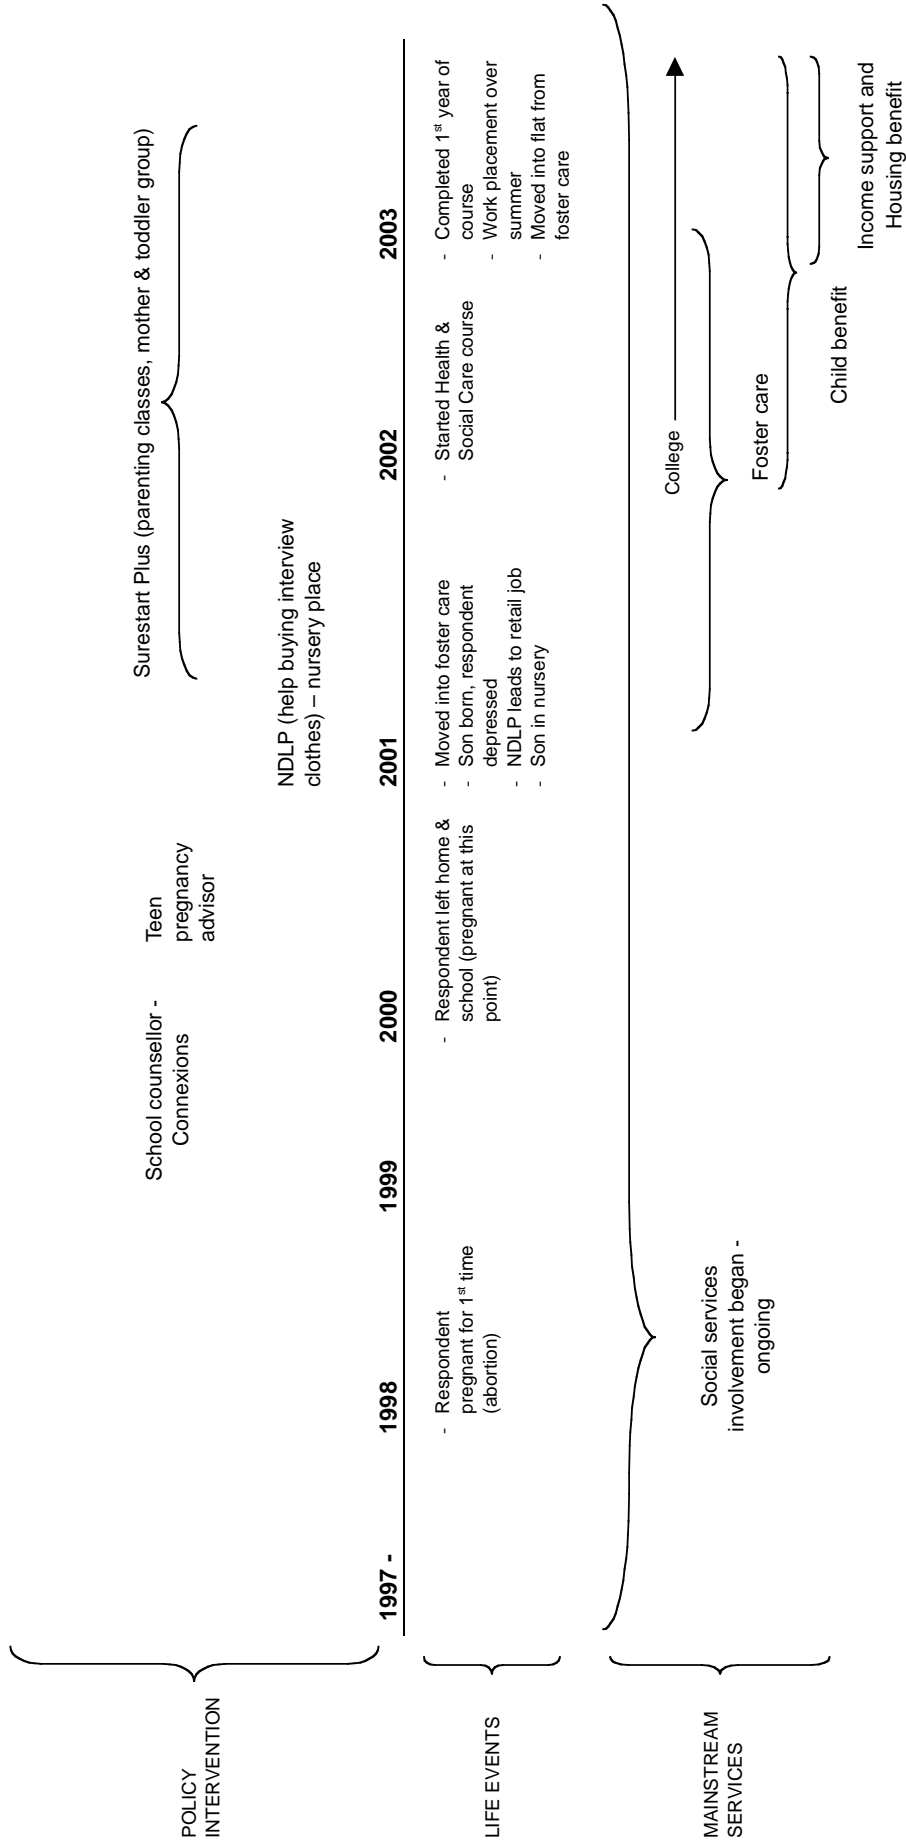 POLICY
INTERVENTION
Surestart Plus (parenting classes, mother & toddler group)
School counsellor -
Connexions
Teen
pregnancy
advisor
NDLP (help buying interview
clothes) – nursery place
1997 -
1998
1999
2000
2001
2002
2003
LIFE EVENTS
- Respondent
pregnant for 1st time
(abortion)
- Respondent left home &
school (pregnant at this
point)
- Moved into foster care
- Son born, respondent
depressed
- NDLP leads to retail job
- Son in nursery
- Started Health &
Social Care course
- Completed 1st year of
course
- Work placement over
summer
- Moved into flat from
foster care
MAINSTREAM
SERVICES
Social services
involvement began -
ongoing
College
Foster care
Child benefit
Income support and
Housing benefit